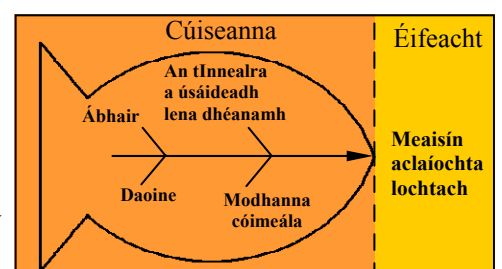 Cúiseanna
Éifeacht
An tInnealra
a úsáideadh
lena dhéanamh
Ábhair
Meaisín
aclaíochta
lochtach
Daoine
Modhanna
cóimeála